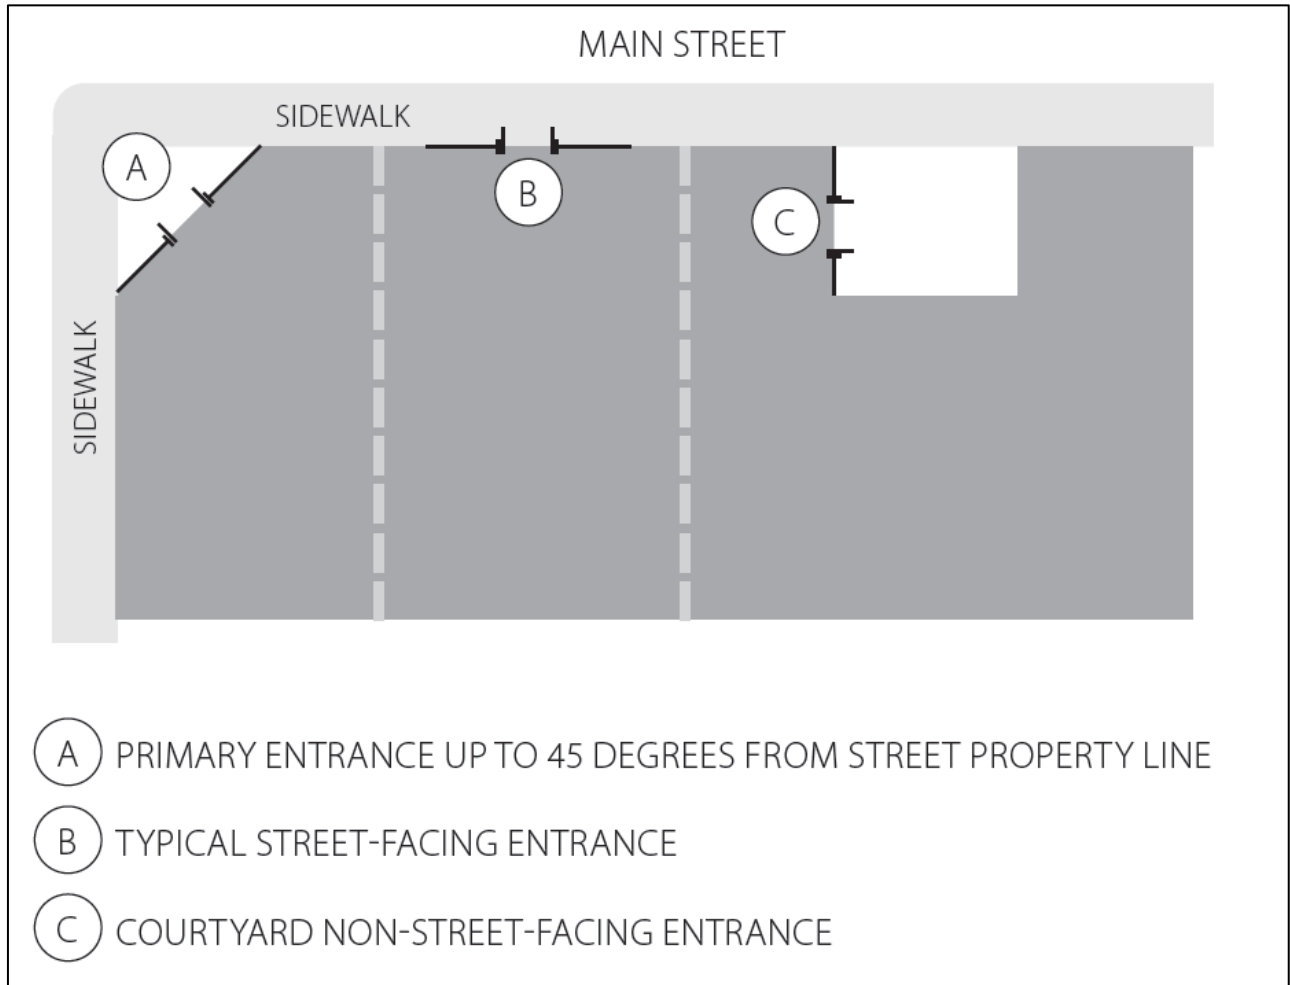 MAIN STREET
SIDEWALK
A
B
C
SIDEWALK
A PRIMARY ENTRANCE UP TO 45 DEGREES FROM STREET PROPERTY LINE
B TYPICAL STREET-FACING ENTRANCE
C COURTYARD NON-STREET-FACING ENTRANCE